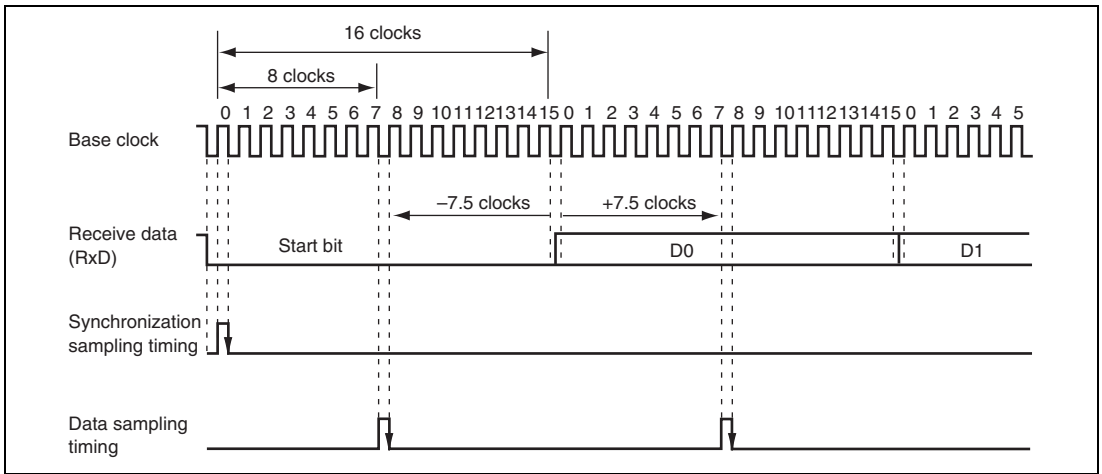 16 clocks
8 clocks
0 1 2 3 4 5 6 7 8 9 10 11 12 13 14 15 0 1 2 3 4 5 6 7 8 9 10 11 12 13 14 15 0 1 2 3 4 5
Base clock
–7.5 clocks +7.5 clocks
Receive data
(RxD)
Start bit D0 D1
Synchronization
sampling timing
Data sampling
timing